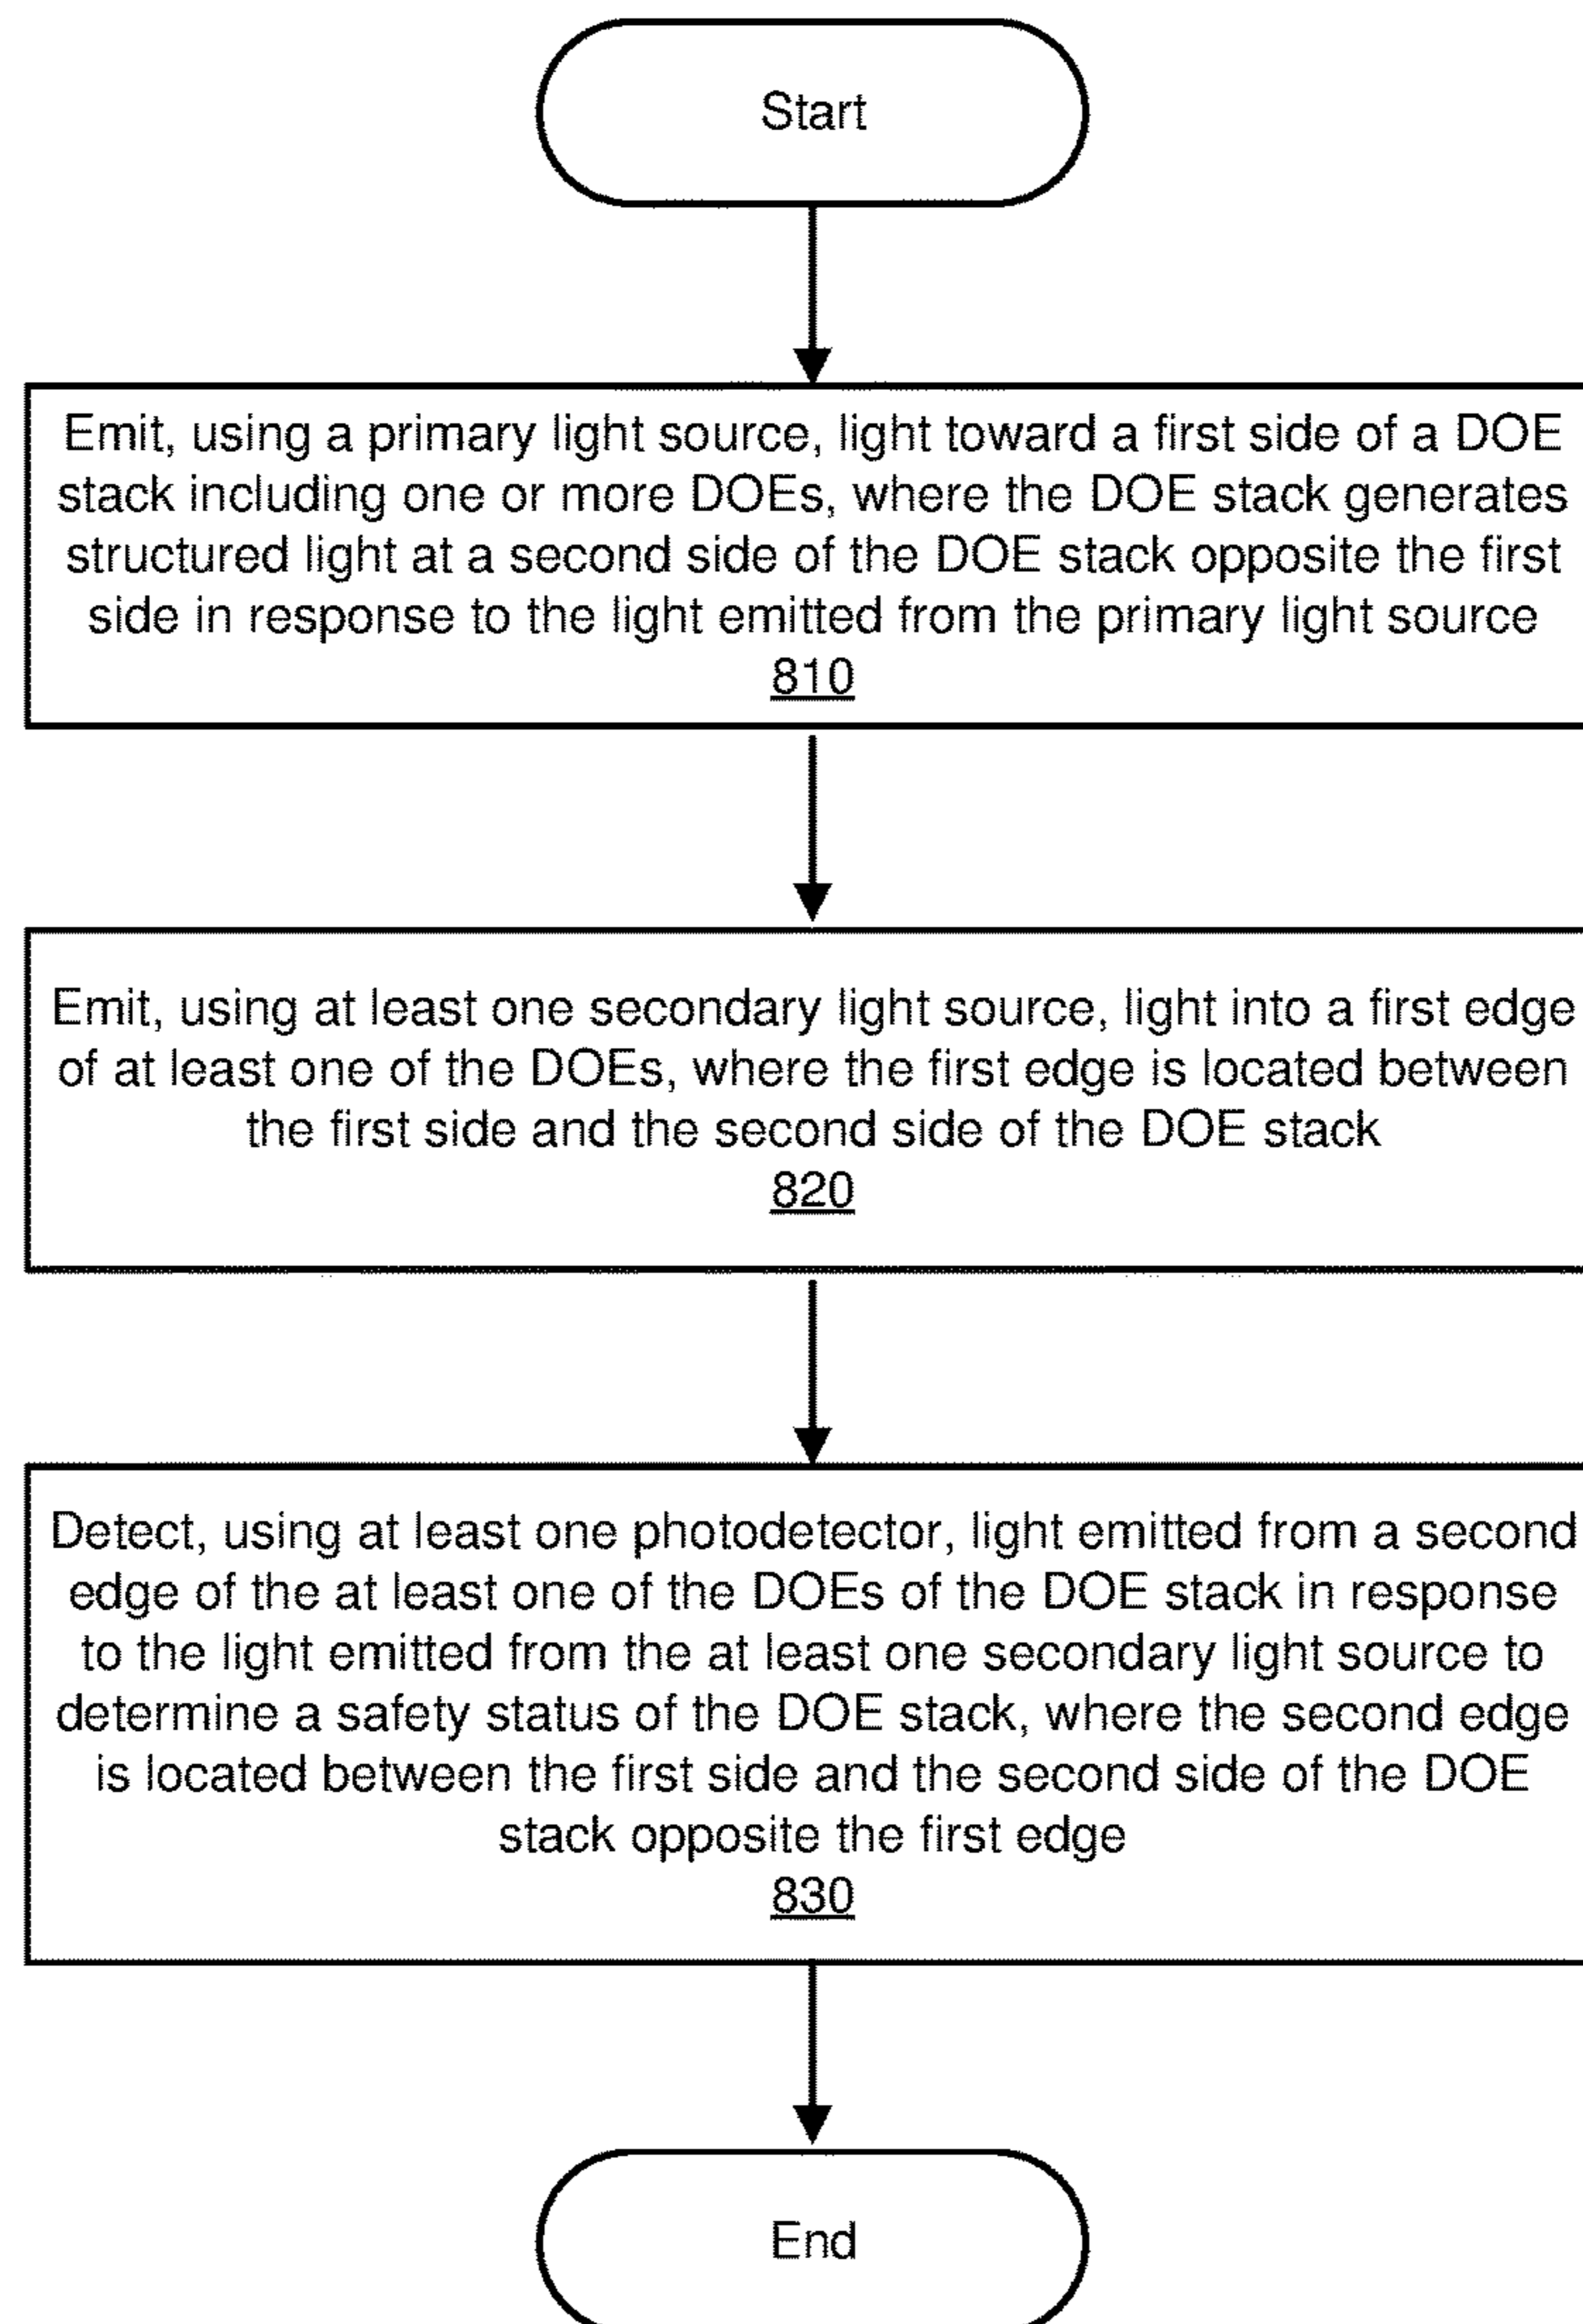 Start
Emit, using a primary light source, light toward a first side of a DOE
stack including one or more DOEs, where the DOE stack generates
structured light at a second side of the DOE stack opposite the first
side in response to the light emitted from the primary light source
810
Emit, using at least one secondary light source, light into a first edge
of at least one of the DOEs, where the first edge is located between
the first side and the second side of the DOE stack
820
Detect, using at least one photodetector, light emitted from a second
edge of the at least one of the DOEs of the DOE stack in response
to the light emitted from the at least one secondary light source to
determine a safety status of the DOE stack, where the second edge
is located between the first side and the second side of the DOE
stack opposite the first edge
830
End